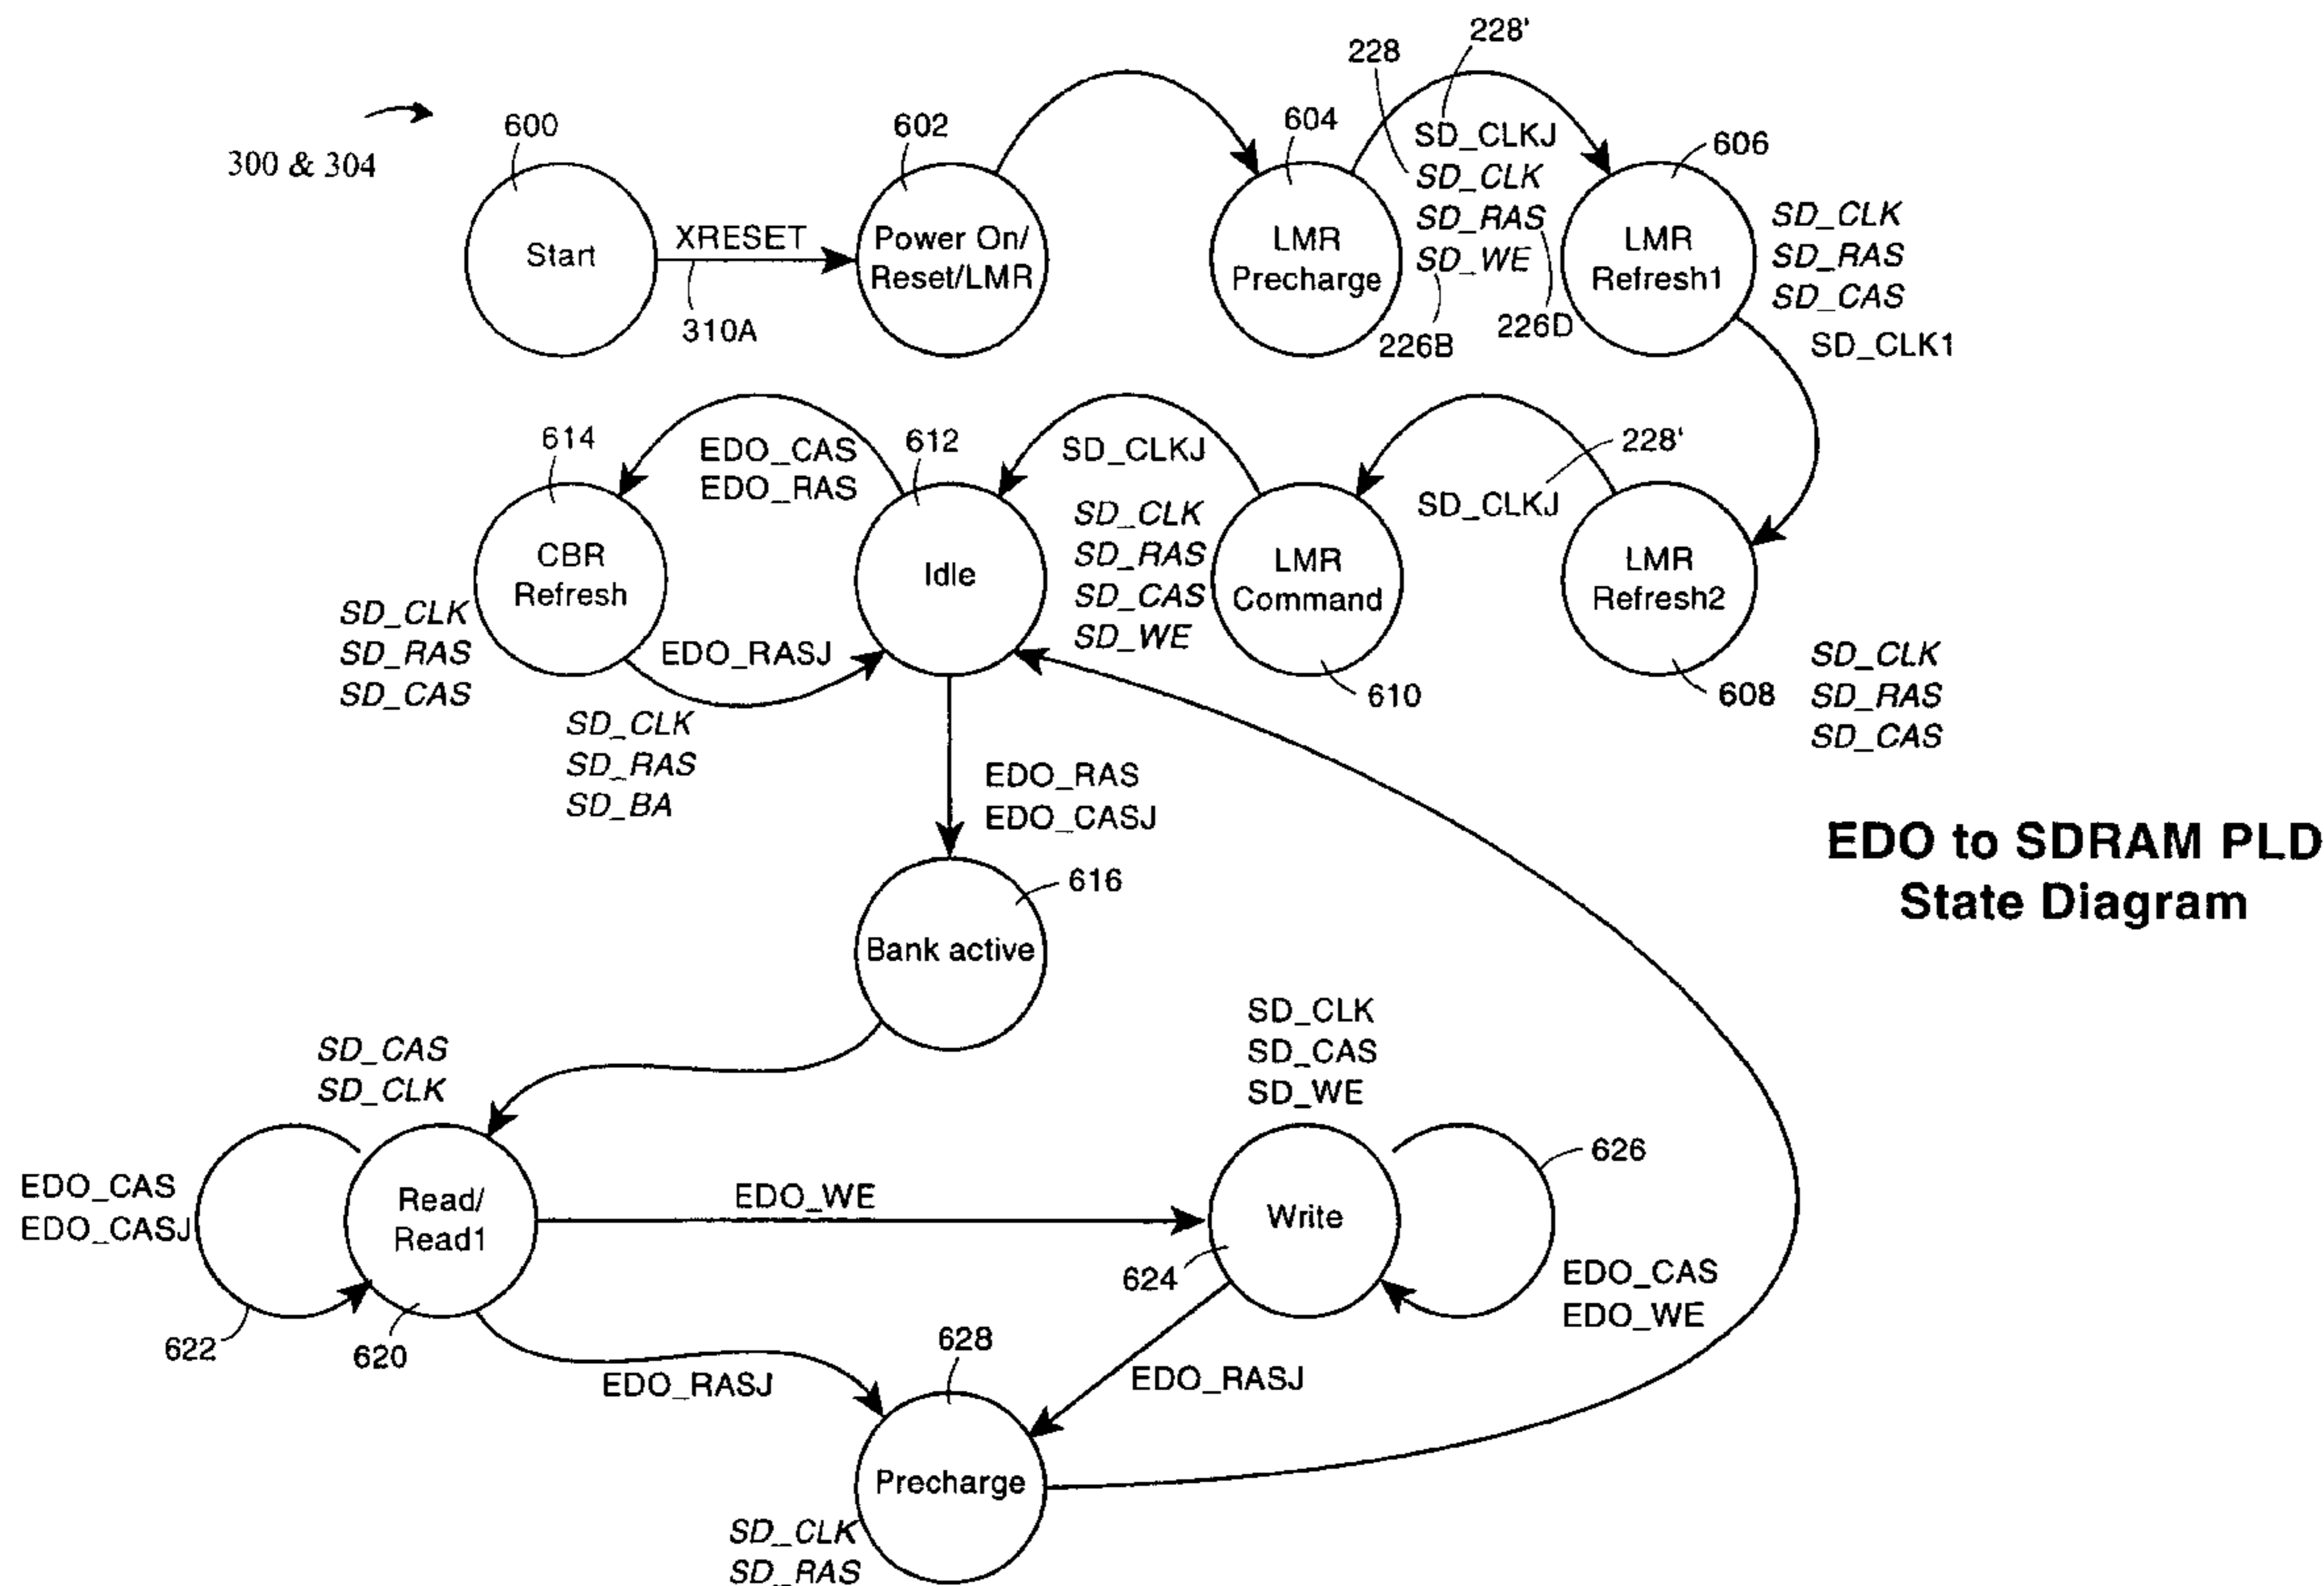 228'
228
300 & 304
600
602
604
606
Start
XRESET
310A
Power On/
Reset/LMR
LMR
Precharge
SD_CLKJ
SD_CLK
SD_RAS
SD_WE
226B
226D
LMR
Refresh1
SD_CLK
SD_RAS
SD_CAS
SD_CLK1
614
EDO_CAS
EDO_RAS
612
SD_CLKJ
228'
SD_CLKJ
CBR
Refresh
Idle
SD_CLK
SD_RAS
SD_CAS
SD_WE
LMR
Command
610
LMR
Refresh2
608
SD_CLK
SD_RAS
SD_CAS
SD_CLK
SD_RAS
SD_CAS
EDO_RASJ
SD_CLK
SD_RAS
SD_BA
EDO_RAS
EDO_CASJ
EDO to SDRAM PLD
State Diagram
616
Bank active
SD_CAS
SD_CLK
SD_CLK
SD_CAS
SD_WE
EDO_CAS
EDO_CASJ
622
Read/
Read1
620
EDO_WE
Write
624
626
EDO_CAS
EDO_WE
EDO_RASJ
628
EDO_RASJ
Precharge
SD_CLK
SD_RAS